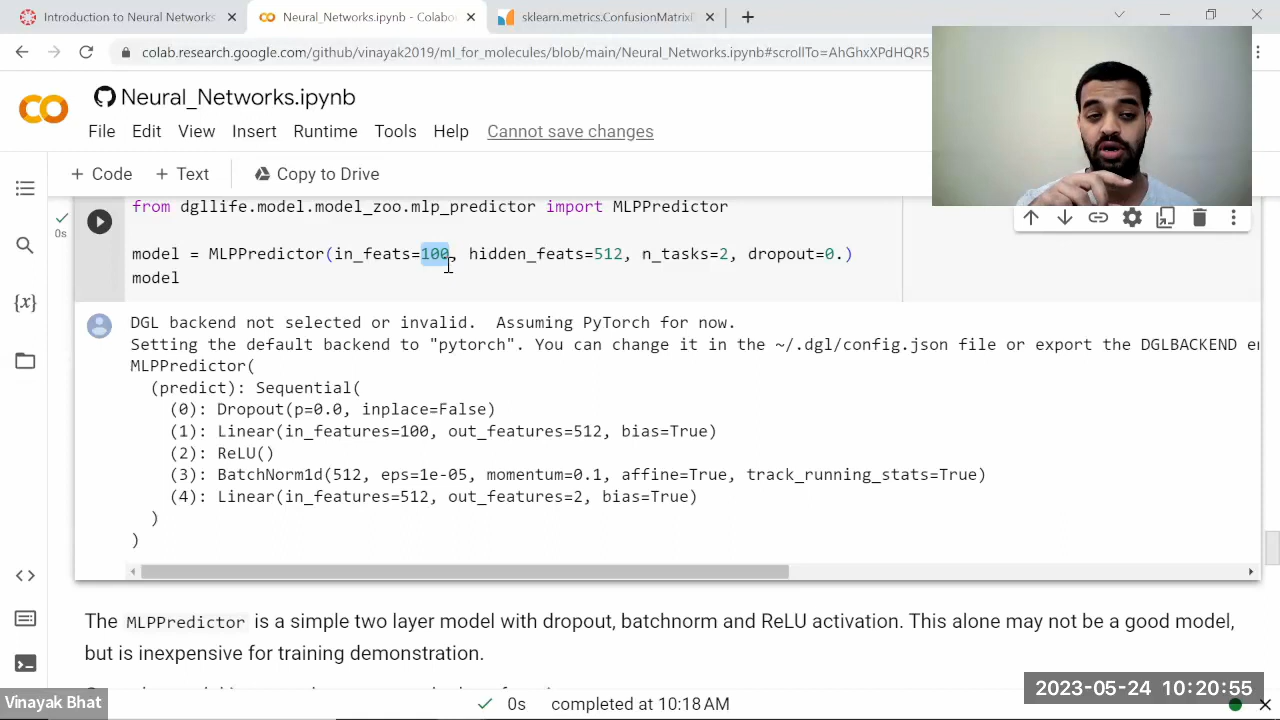 Introduction to Neural Networks
Neural_Networks.ipynb - Colabo
sklearn.metrics.ConfusionMatrixD
colab.research.google.com/github/vinayak2019/ml_for_molecules/blob/main/Neural_Networks.ipynb#scrollTo=AhGhxXPdHQR5
Neural_Networks.ipynb
File Edit View Insert Runtime Tools Help Cannot save changes
+ Code + Text Copy to Drive
from dgllife.model.model_zoo.mlp_predictor import MLPPredictor
0s
model = MLPPredictor(in_feats=100, hidden_feats=512, n_tasks=2, dropout=0.)
model
{x}
DGL backend not selected or invalid. Assuming PyTorch for now.
Setting the default backend to "pytorch". You can change it in the ~/.dgl/config.json file or export the DGLBACKEND en
MLPPredictor(
(predict): Sequential(
(0): Dropout(p=0.0, inplace=False)
(1): Linear(in_features=100, out_features=512, bias=True)
(2): ReLU()
(3): BatchNorm1d(512, eps=1e-05, momentum=0.1, affine=True, track_running_stats=True)
(4): Linear(in_features=512, out_features=2, bias=True)
)
)
The MLPPredictor is a simple two layer model with dropout, batchnorm and ReLU activation. This alone may not be a good model,
but is inexpensive for training demonstration.
Vinayak Bhat
0s completed at 10:18 AM
2023-05-24 10:20:55